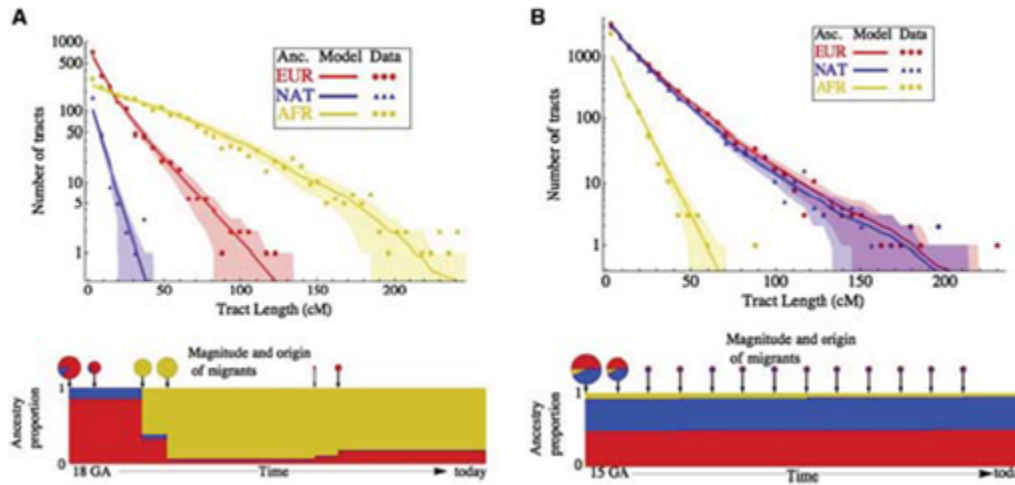 A
1000
500
100
50
10
5
1
Number of tracts
Anc. Model Data
EUR
NAT
AFR
0 50 100 150 200
Tract Length (cM)
Magnitude and origin
of migrants
1
0
Ancestry
proportion
18 GA Time today
B
1000
100
10
1
Number of tracts
Anc. Model Data
EUR
NAT
AFR
0 50 100 150 200
Tract Length (cM)
Magnitude and origin
of migrants
1
0
Ancestry
proportion
15 GA Time toda